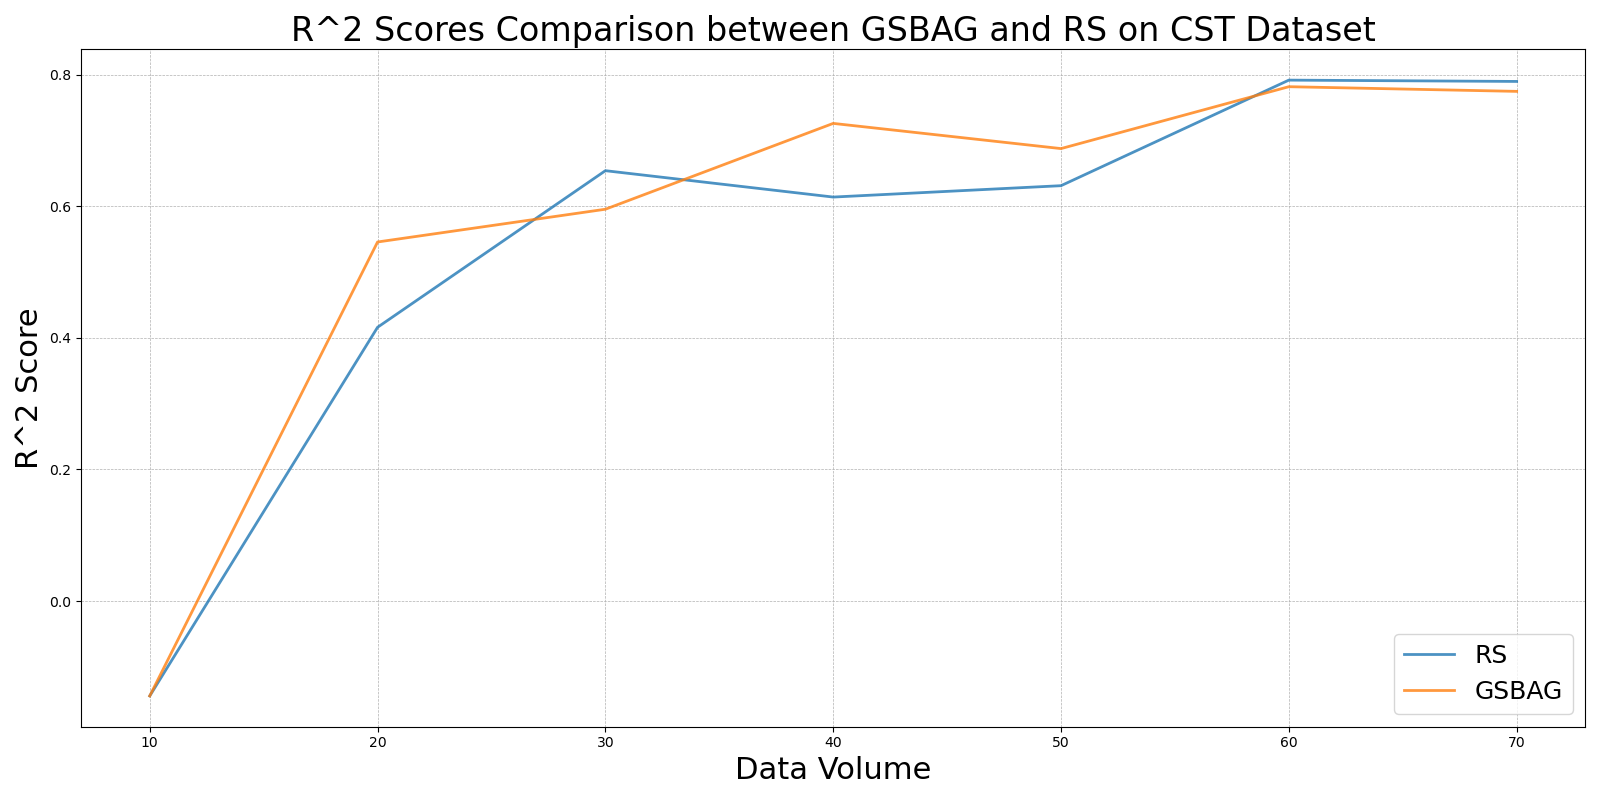 R^2 Scores Comparison between GSBAG and RS on CST Dataset
R^2 Score
0.8
0.6
0.4
0.2
0.0
10 20 30 40 50 60 70
Data Volume
RS
GSBAG